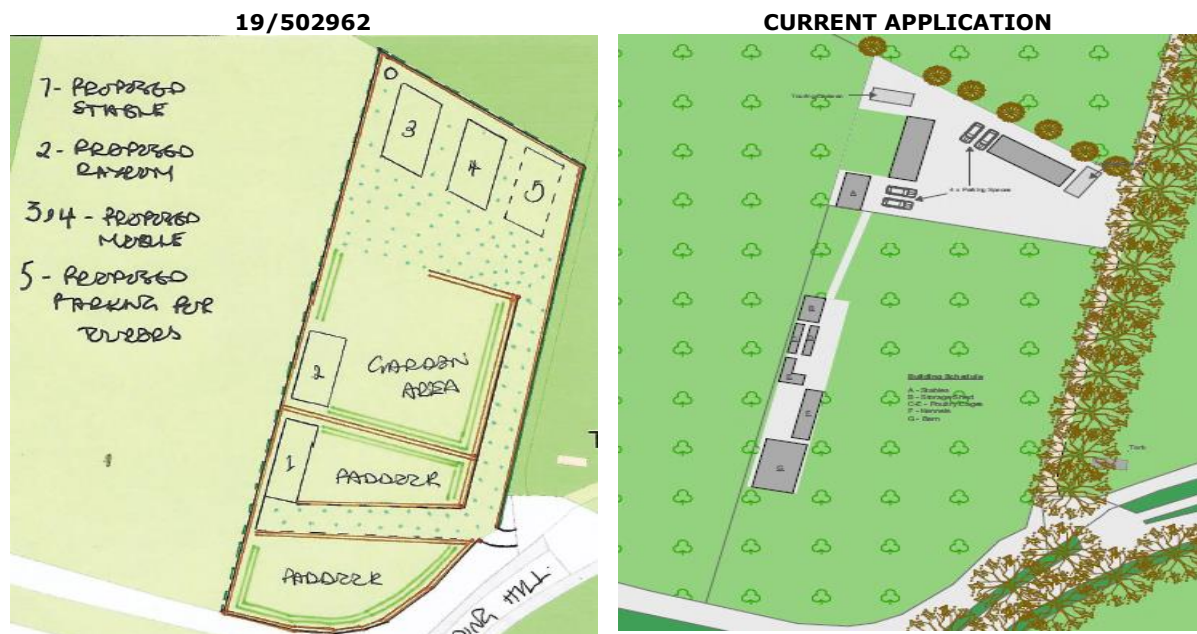 19/502962
1- PROPOSED
STABLE
2- PROPOSED
DAYROOM
3,4 - PROPOSED
MOBILE
5- PROPOSED
PARKING FOR
TOURERS
3
4
5
2
GARDEN
AREA
1
PADDOCK
PADDOCK
HILL
CURRENT APPLICATION
4 x Parking Spaces
A
B
Building Schedule
A - Stables
B - Storage Shed
C-E - Poultry Cages
F - Kennels
G - Barn
Tank